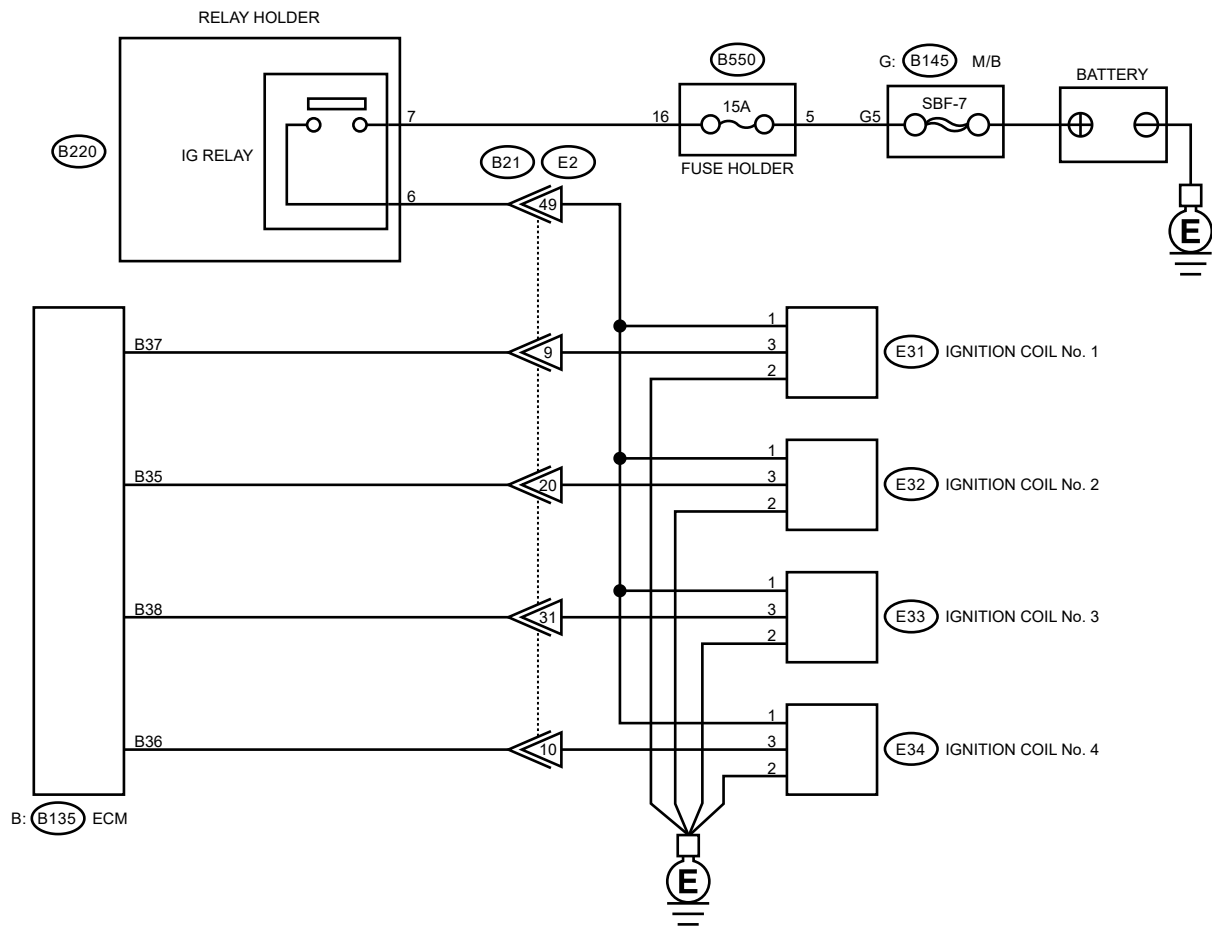 RELAY HOLDER
B550
G: B145 M/B
BATTERY
15A
SBF-7
7
16
5
G5
IG RELAY
B220
FUSE HOLDER
B21 E2
6
49
E
1
B37
9
3
E31 IGNITION COIL No. 1
2
1
B35
20
3
E32 IGNITION COIL No. 2
2
1
B38
31
3
E33 IGNITION COIL No. 3
2
1
B36
10
3
E34 IGNITION COIL No. 4
2
B: B135 ECM
E